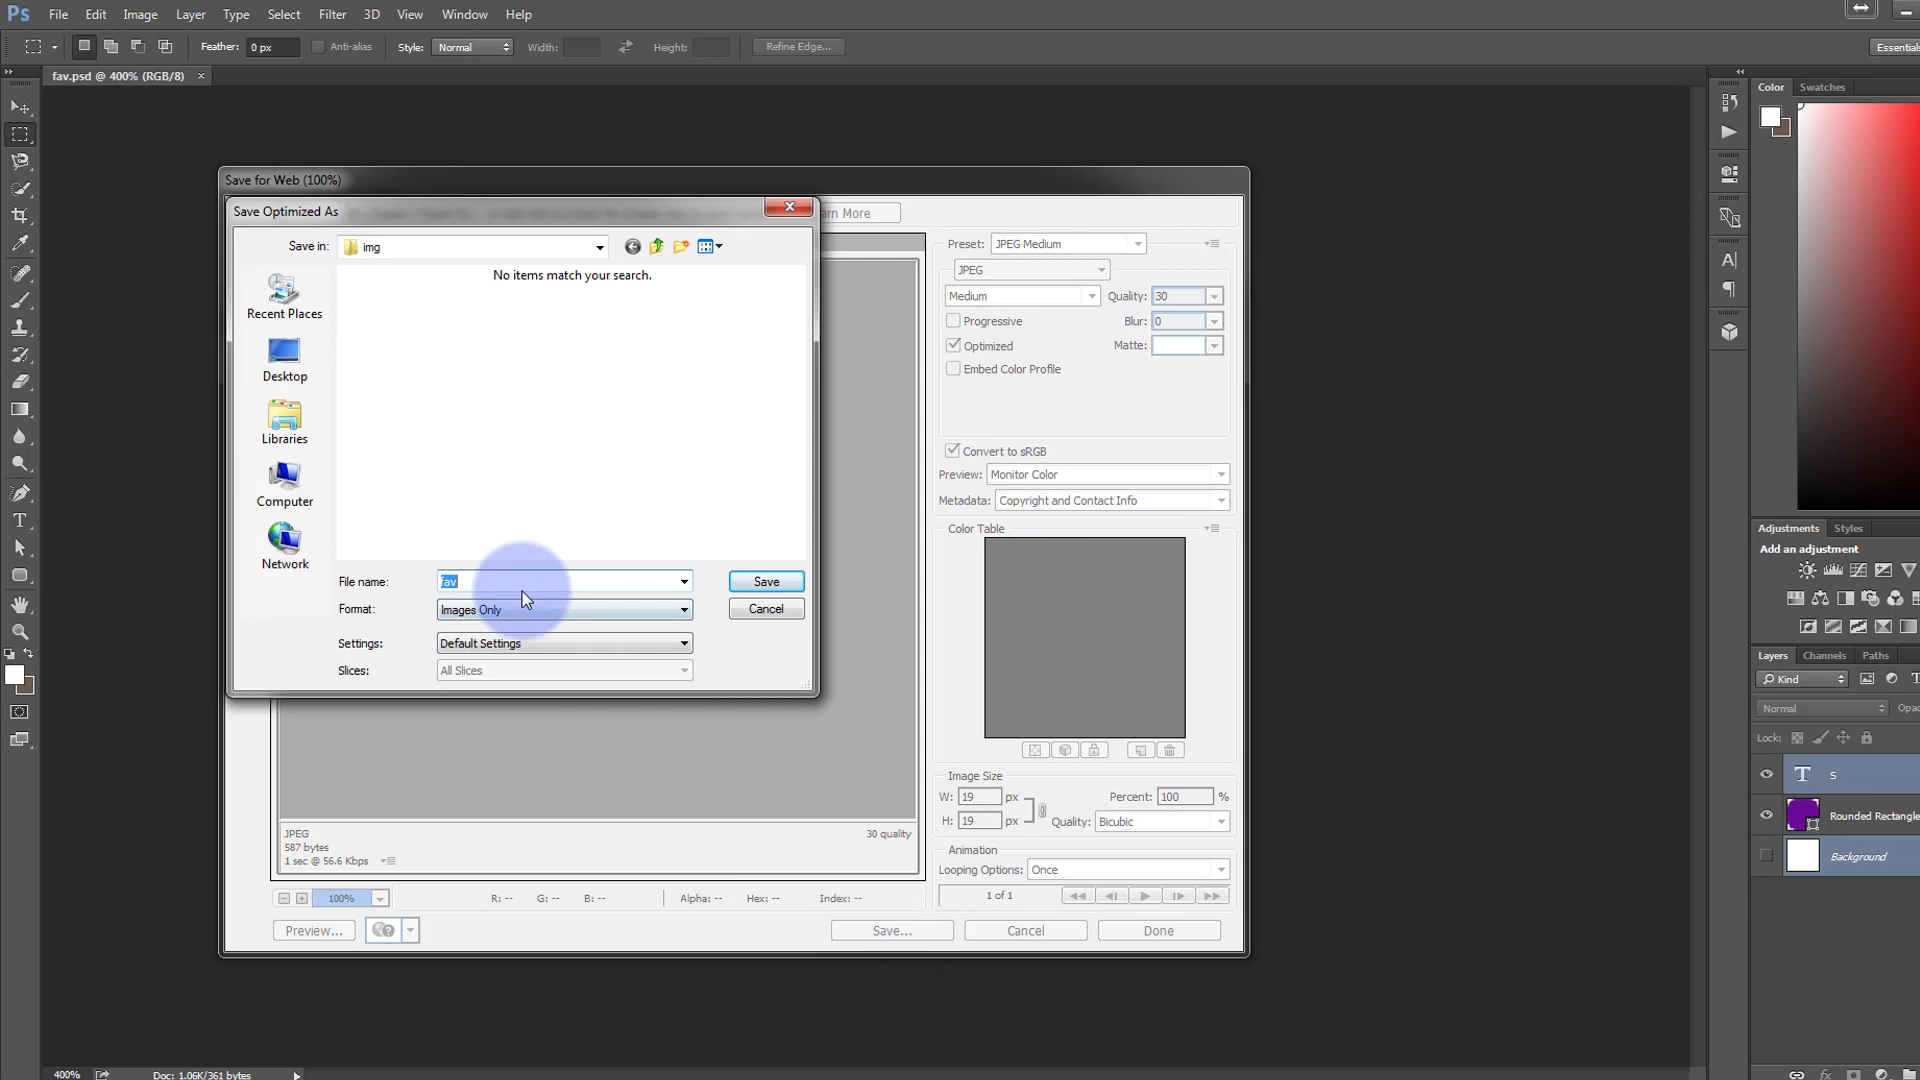 Ps File Edit Image Layer Type Select Filter 3D View Window Help
Feather: 0 px Anti-alias Style: Normal Width: Height: Refine Edge... Essentials
fav.psd @ 400% (RGB/8) ×
Color Swatches
Save for Web (100%)
Save Optimized As
Learn More
Save in: img
No items match your search.
Recent Places
Desktop
Libraries
Computer
Network
File name: fav Save
Format: Images Only Cancel
Settings: Default Settings
Slices: All Slices
Preset: JPEG Medium
JPEG
Medium Quality: 30
Progressive Blur: 0
Optimized Matte:
Embed Color Profile
Convert to sRGB
Preview: Monitor Color
Metadata: Copyright and Contact Info
Color Table
Image Size
W: 19 px Percent: 100 %
H: 19 px Quality: Bicubic
Animation
Looping Options: Once
1 of 1
JPEG 30 quality
587 bytes
1 sec @ 56.6 Kbps
100% R: -- G: -- B: -- Alpha: -- Hex: -- Index: --
Preview... Save... Cancel Done
Adjustments Styles
Add an adjustment
Layers Channels Paths
Kind
Normal Opac
Lock:
T S
Rounded Rectangle
Background
400% Doc: 1.06K/361 bytes
fx